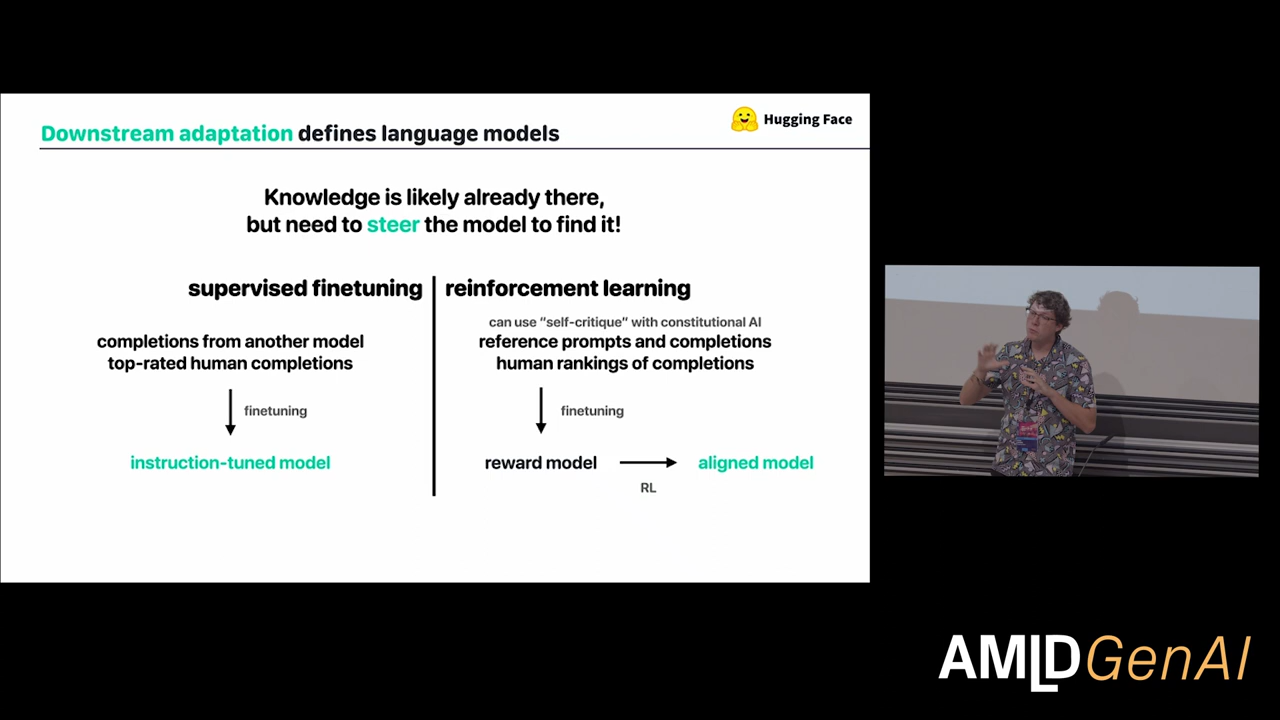 Downstream adaptation defines language models
Hugging Face
Knowledge is likely already there,
but need to steer the model to find it!
supervised finetuning
completions from another model
top-rated human completions
finetuning
instruction-tuned model
reinforcement learning
can use “self-critique” with constitutional AI
reference prompts and completions
human rankings of completions
finetuning
reward model
RL
aligned model
AMLD GenAI